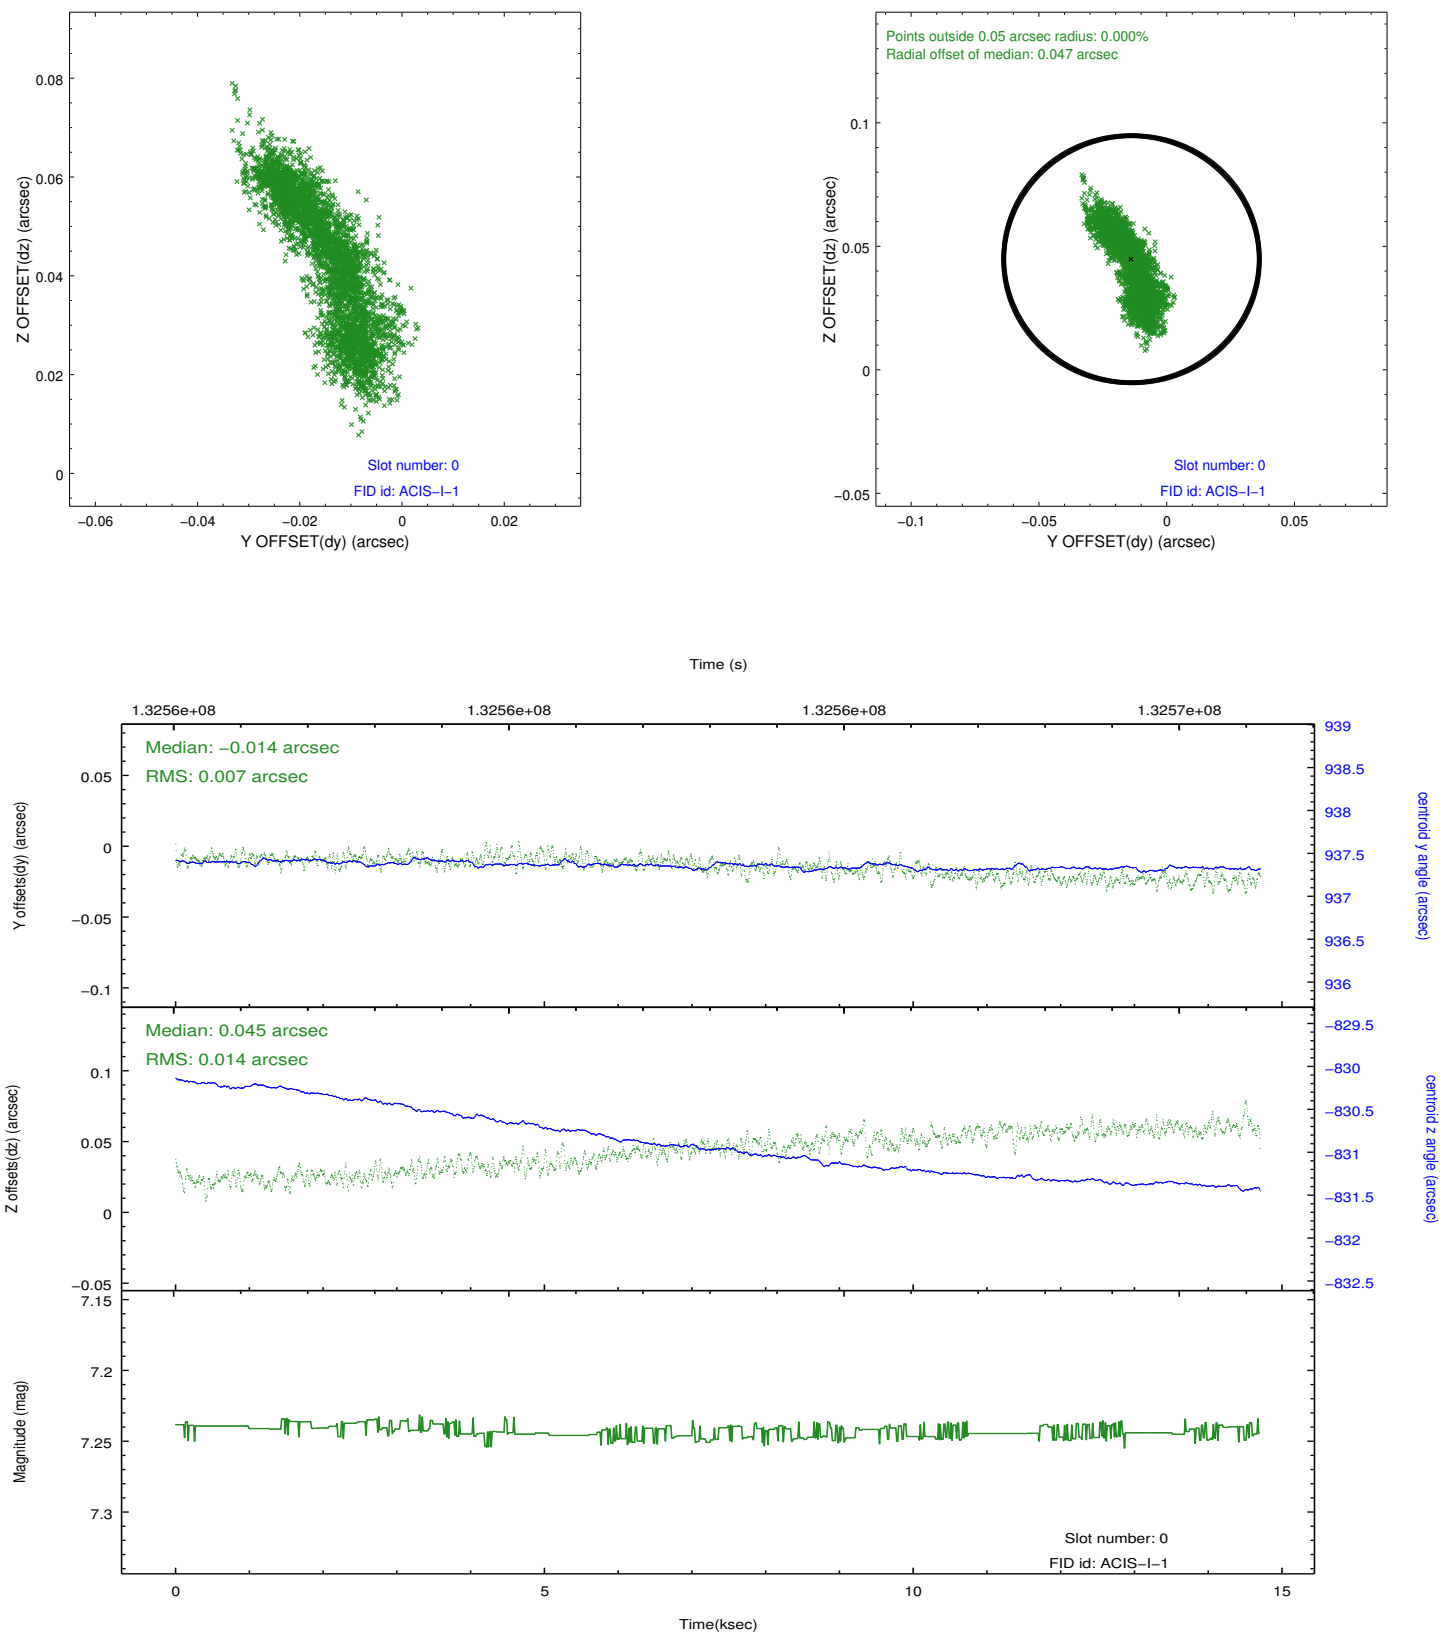 0.08
0.06
0.04
0.02
0
−0.06
−0.04
−0.02
0
0.02
Z OFFSET(dz) (arcsec)
Y OFFSET(dy) (arcsec)
Slot number: 0
FID id: ACIS−I−1
Points outside 0.05 arcsec radius: 0.000%
Radial offset of median: 0.047 arcsec
0.1
0.05
0
−0.05
−0.1
−0.05
0
0.05
Z OFFSET(dz) (arcsec)
Y OFFSET(dy) (arcsec)
Slot number: 0
FID id: ACIS−I−1
Time (s)
1.3256e+08
1.3256e+08
1.3256e+08
1.3257e+08
Median: −0.014 arcsec
RMS: 0.007 arcsec
0.05
0
−0.05
−0.1
Y offsets(dy) (arcsec)
939
938.5
938
937.5
937
936.5
936
centroid y angle (arcsec)
Median: 0.045 arcsec
RMS: 0.014 arcsec
0.1
0.05
0
−0.05
Z offsets(dz) (arcsec)
−829.5
−830
−830.5
−831
−831.5
−832
−832.5
centroid z angle (arcsec)
7.15
7.2
7.25
7.3
Magnitude (mag)
Slot number: 0
FID id: ACIS−I−1
0
5
10
15
Time(ksec)